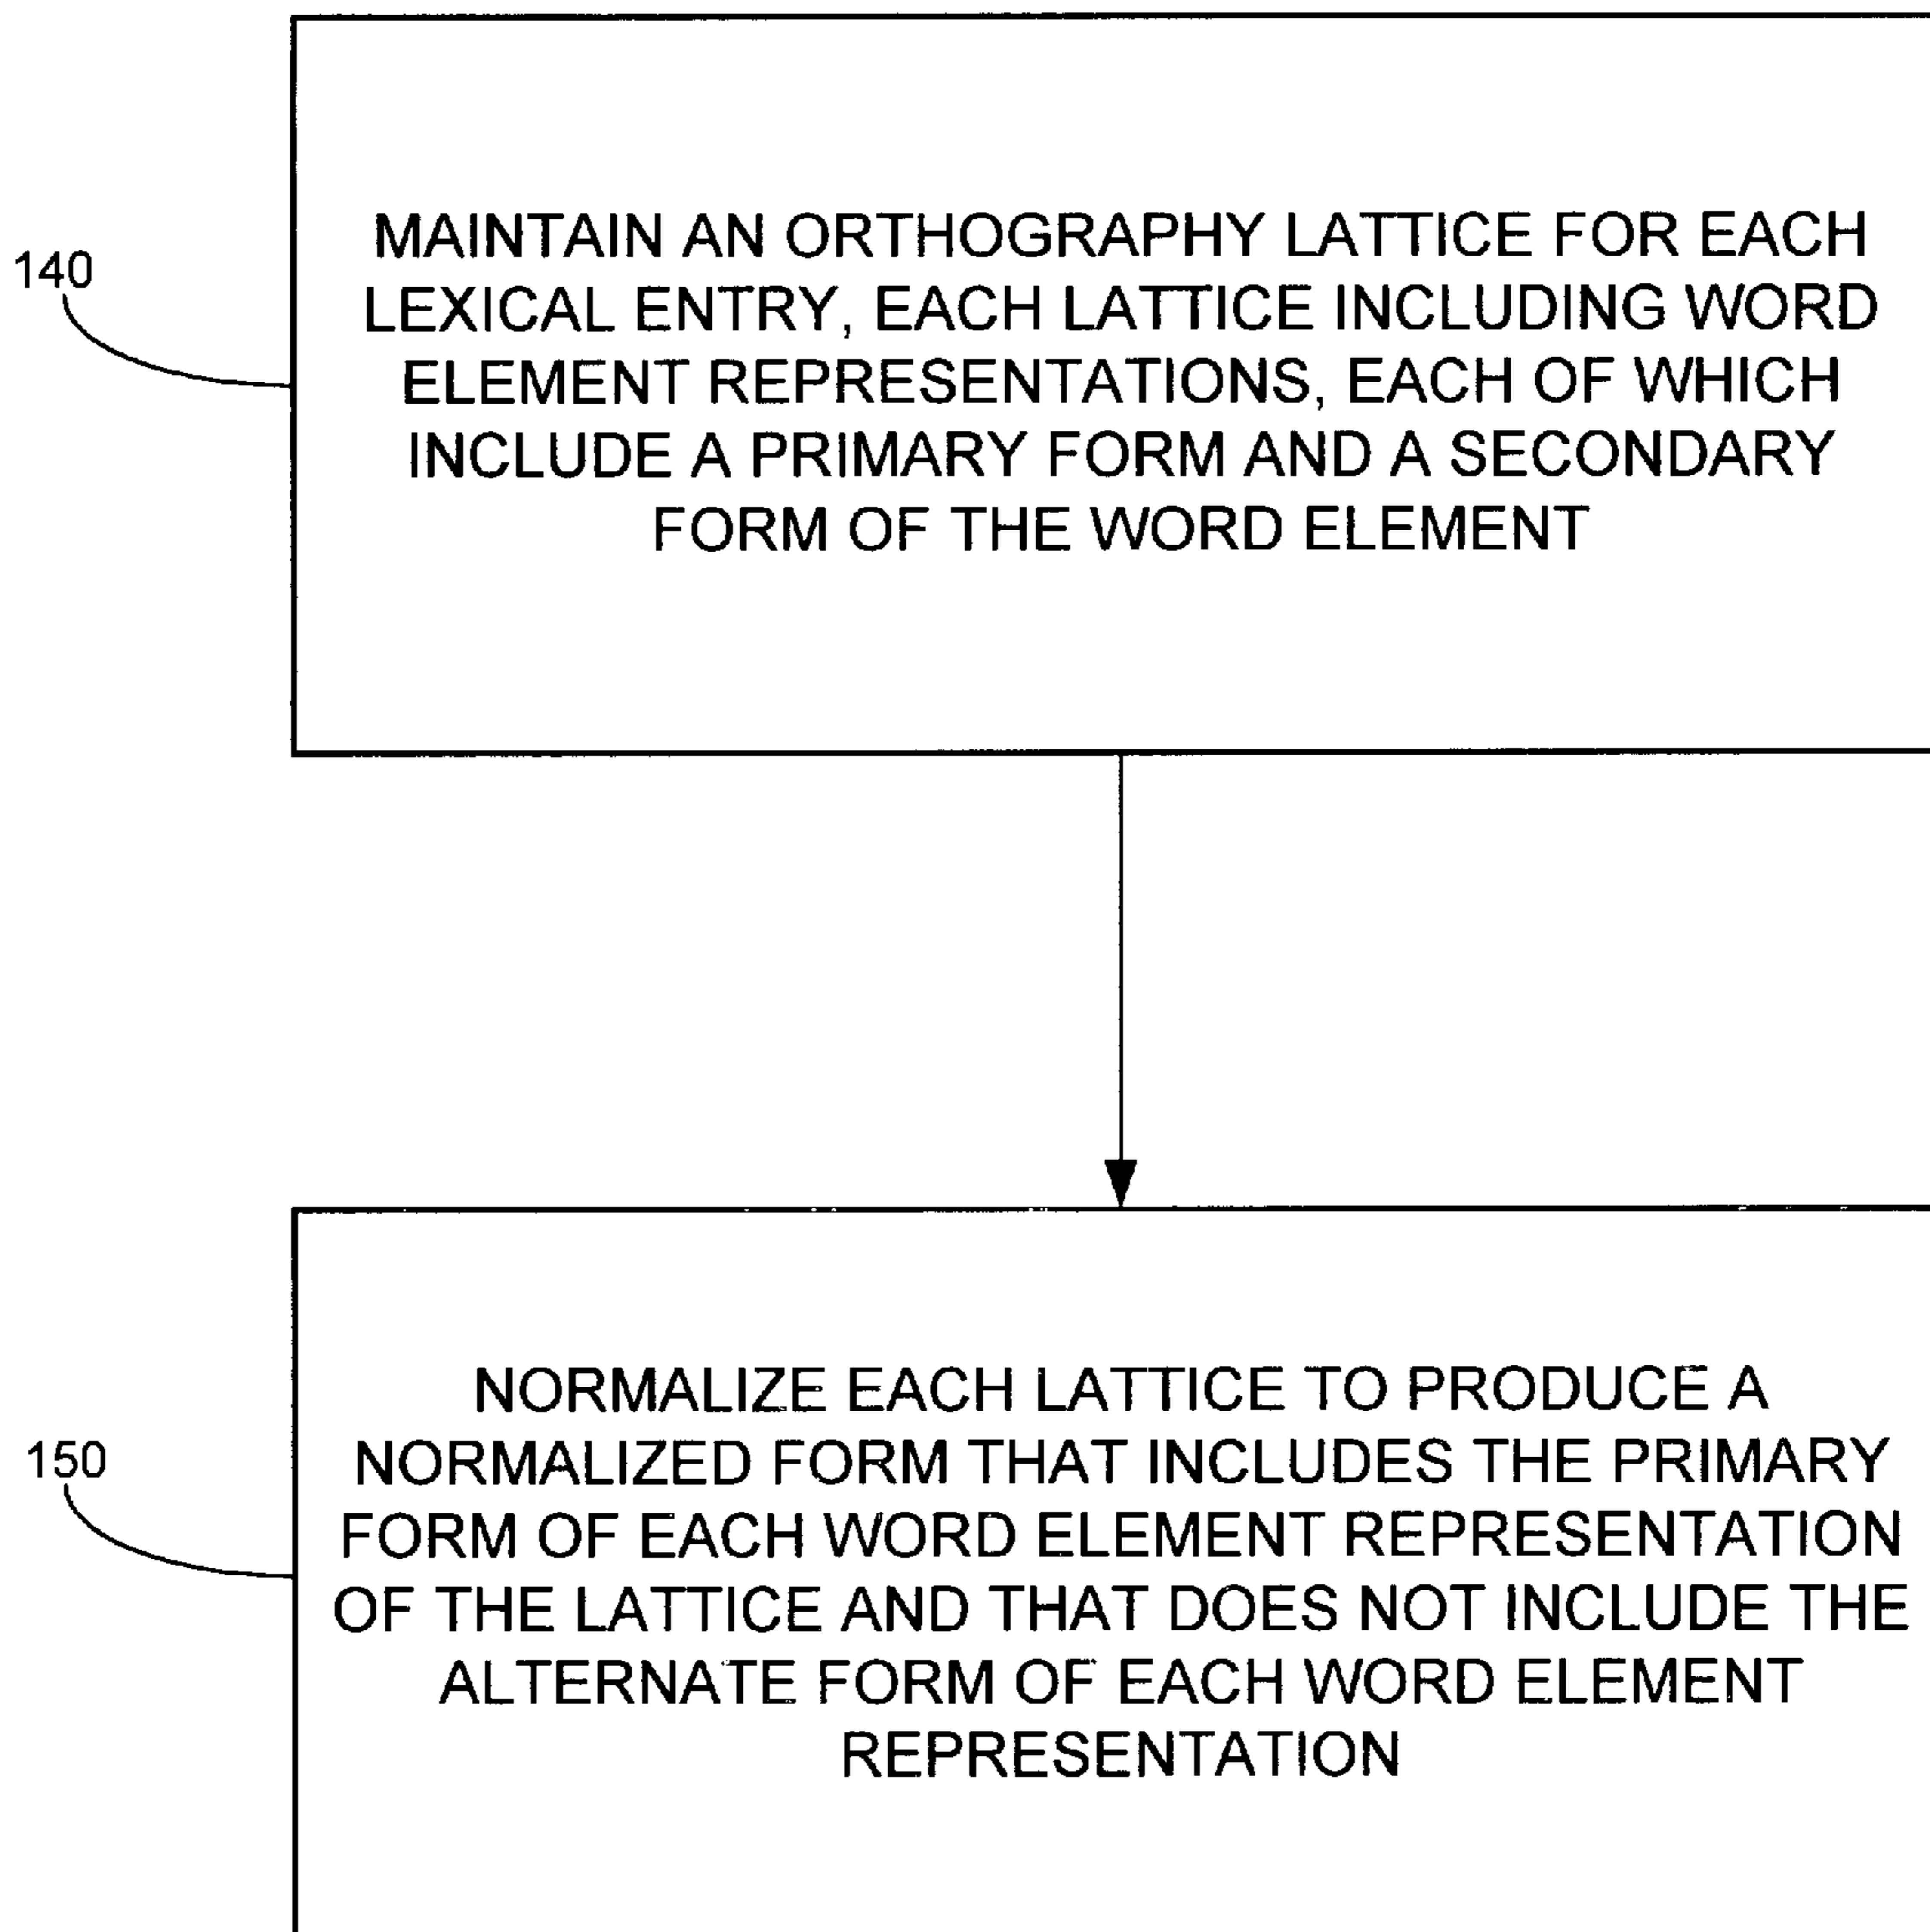 MAINTAIN AN ORTHOGRAPHY LATTICE FOR EACH
LEXICAL ENTRY, EACH LATTICE INCLUDING WORD
ELEMENT REPRESENTATIONS, EACH OF WHICH
INCLUDE A PRIMARY FORM AND A SECONDARY
FORM OF THE WORD ELEMENT
140
NORMALIZE EACH LATTICE TO PRODUCE A
NORMALIZED FORM THAT INCLUDES THE PRIMARY
FORM OF EACH WORD ELEMENT REPRESENTATION
OF THE LATTICE AND THAT DOES NOT INCLUDE THE
ALTERNATE FORM OF EACH WORD ELEMENT
REPRESENTATION
150